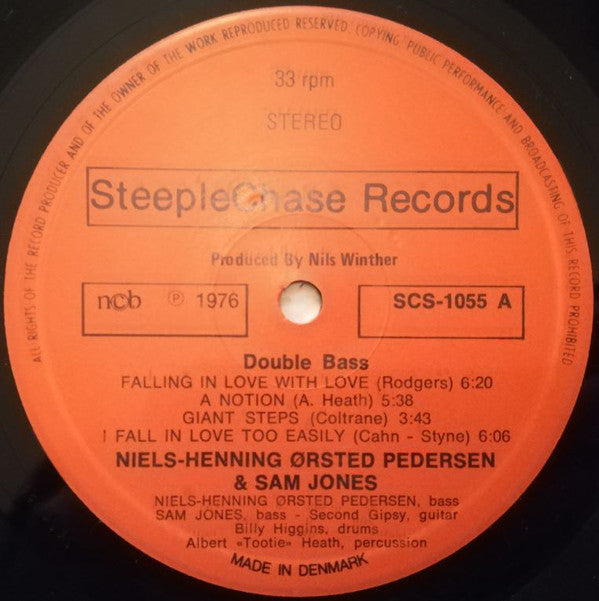 ALL RIGHTS OF THE RECORD PRODUCER AND OF THE OWNER OF THE WORK REPRODUCED RESERVED. COPYING, PUBLIC PERFORMANCE AND BROADCASTING OF THIS RECORD PROHIBITED
33 rpm
STEREO
SteepleChase Records
Produced By Nils Winther
ncb ℗ 1976 SCS-1055 A
Double Bass
FALLING IN LOVE WITH LOVE (Rodgers) 6:20
A NOTION (A. Heath) 5:38
GIANT STEPS (Coltrane) 3:43
I FALL IN LOVE TOO EASILY (Cahn - Styne) 6:06
NIELS-HENNING ØRSTED PEDERSEN
& SAM JONES
NIELS-HENNING ØRSTED PEDERSEN, bass
SAM JONES, bass - Second Gipsy, guitar
Billy Higgins, drums
Albert «Tootie» Heath, percussion
MADE IN DENMARK